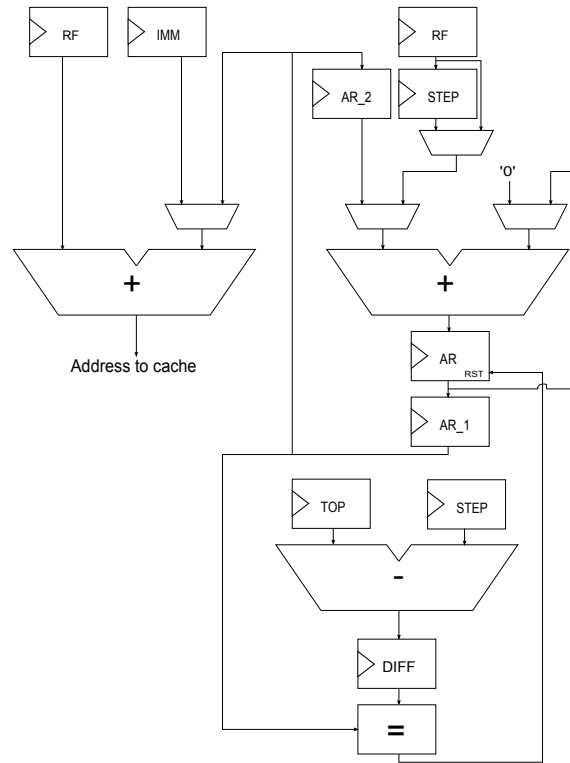 RF
IMM
RF
AR_2
STEP
'0'
+
+
Address to cache
AR
RST
AR_1
TOP
STEP
-
DIFF
=